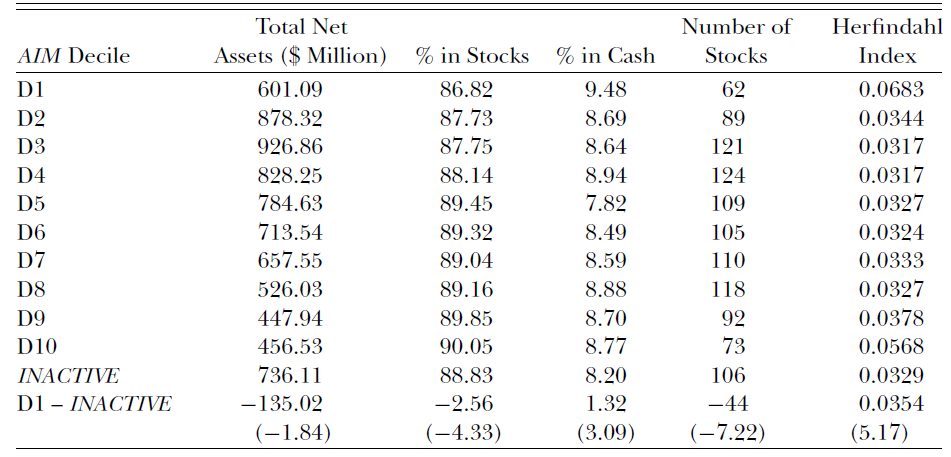 Total Net Number of Herfindahl
AIM Decile Assets ($ Million) % in Stocks % in Cash Stocks Index
D1 601.09 86.82 9.48 62 0.0683
D2 878.32 87.73 8.69 89 0.0344
D3 926.86 87.75 8.64 121 0.0317
D4 828.25 88.14 8.94 124 0.0317
D5 784.63 89.45 7.82 109 0.0327
D6 713.54 89.32 8.49 105 0.0324
D7 657.55 89.04 8.59 110 0.0333
D8 526.03 89.16 8.88 118 0.0327
D9 447.94 89.85 8.70 92 0.0378
D10 456.53 90.05 8.77 73 0.0568
INACTIVE 736.11 88.83 8.20 106 0.0329
D1 – INACTIVE −135.02 −2.56 1.32 −44 0.0354
(−1.84) (−4.33) (3.09) (−7.22) (5.17)